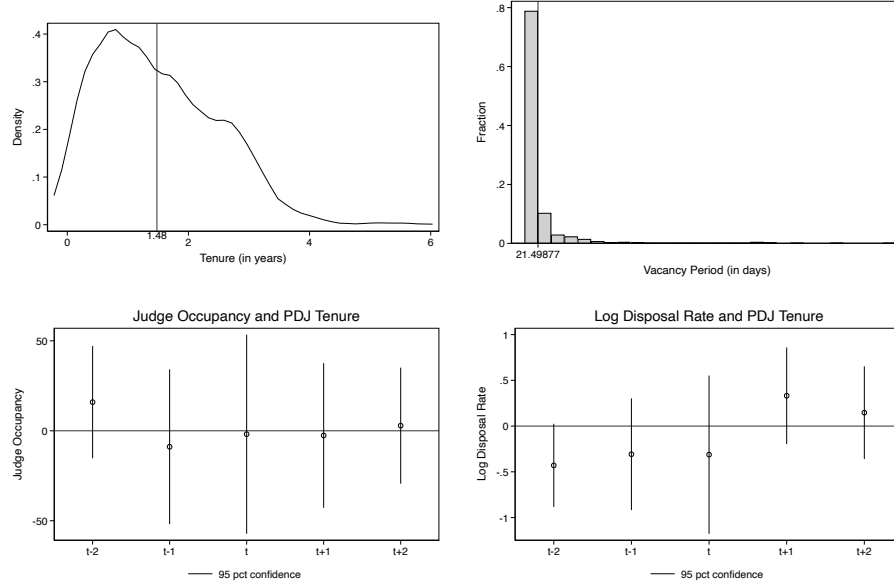 .4
.3
.2
.1
0
Density
0
1.48
2
4
6
Tenure (in years)
.8
.6
.4
.2
0
Fraction
21.49877
Vacancy Period (in days)
Judge Occupancy and PDJ Tenure
50
0
-50
Judge Occupancy
t-2
t-1
t
t+1
t+2
95 pct confidence
Log Disposal Rate and PDJ Tenure
1
.5
0
-.5
-1
Log Disposal Rate
t-2
t-1
t
t+1
t+2
95 pct confidence